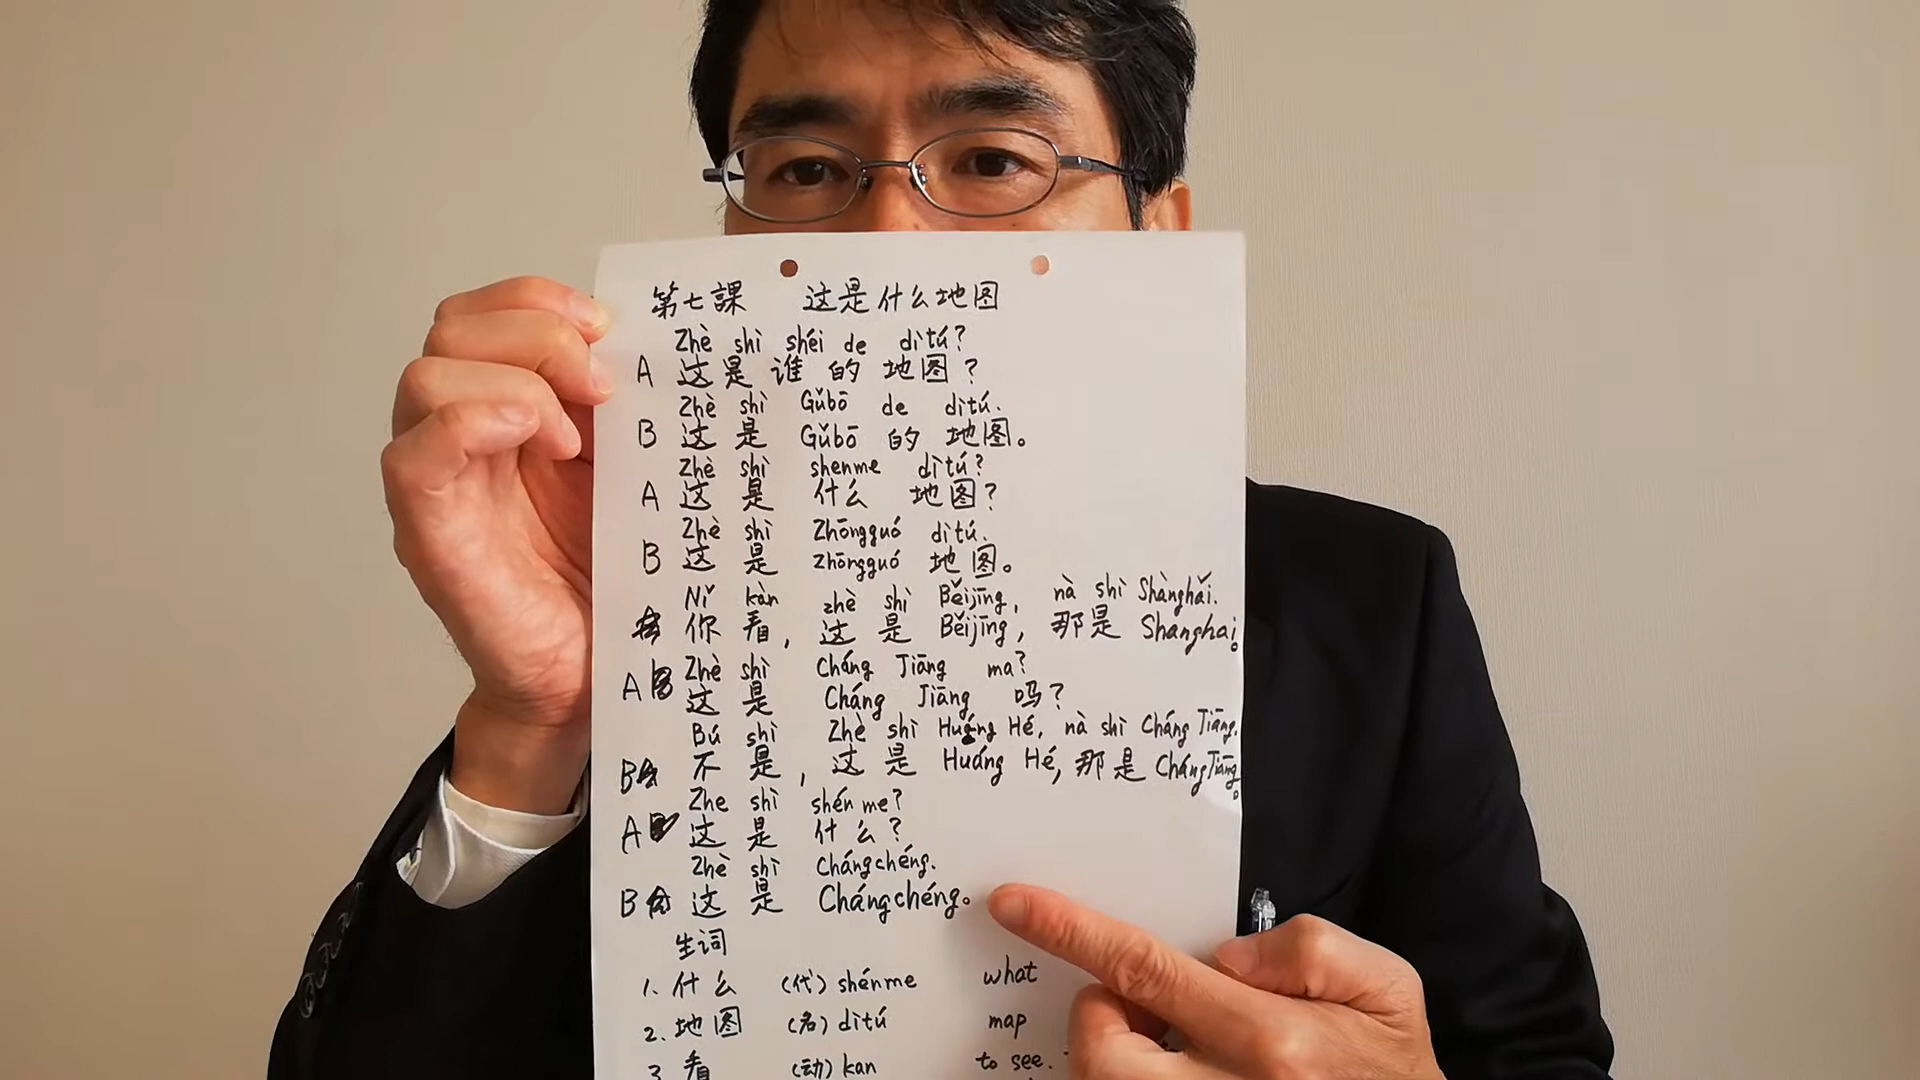 第七課 这是什么地图
Zhè shì shéi de dìtú?
A 这是谁的地图?
Zhè shì Gǔbō de dìtú.
B 这是 Gǔbō 的地图。
Zhè shì shenme dìtú?
A 这是什么地图?
Zhè shì Zhōngguó dìtú.
B 这是 Zhōngguó 地图。
Nǐ kàn zhè shì Běijīng, nà shì Shànghǎi.
你看, 这是 Běijīng, 那是 Shanghai。
Zhè shì Cháng Jiāng ma?
A 这是 Cháng Jiāng 吗?
Bú shì Zhè shì Huáng Hé, nà shì Cháng Jiāng.
B 不是, 这是 Huáng Hé, 那是 Cháng Jiāng。
Zhe shì shénme?
A 这是什么?
Zhè shì Chángchéng.
B 这是 Chángchéng。
生词
1. 什么 (代) shénme what
2. 地图 (名) dìtú map
3 看 (动) kan to see.